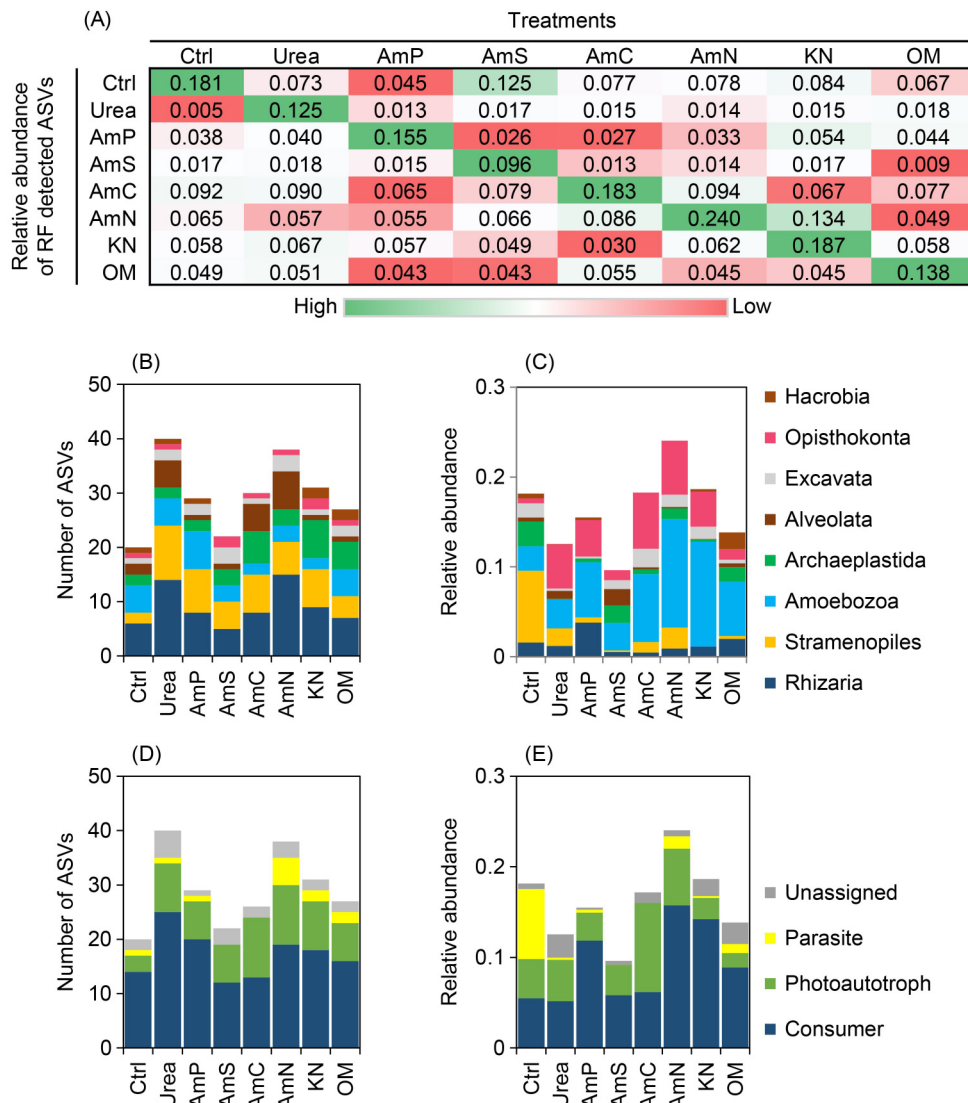 (A)
Treatments
Ctrl Urea AmP AmS AmC AmN KN OM
Relative abundance
of RF detected ASVs
Ctrl 0.181 0.073 0.045 0.125 0.077 0.078 0.084 0.067
Urea 0.005 0.125 0.013 0.017 0.015 0.014 0.015 0.018
AmP 0.038 0.040 0.155 0.026 0.027 0.033 0.054 0.044
AmS 0.017 0.018 0.015 0.096 0.013 0.014 0.017 0.009
AmC 0.092 0.090 0.065 0.079 0.183 0.094 0.067 0.077
AmN 0.065 0.057 0.055 0.066 0.086 0.240 0.134 0.049
KN 0.058 0.067 0.057 0.049 0.030 0.062 0.187 0.058
OM 0.049 0.051 0.043 0.043 0.055 0.045 0.045 0.138
High Low
(B)
Number of ASVs
50
40
30
20
10
0
Ctrl Urea AmP AmS AmC AmN KN OM
(C)
Relative abundance
0.3
0.2
0.1
0
Ctrl Urea AmP AmS AmC AmN KN OM
Hacrobia
Opisthokonta
Excavata
Alveolata
Archaeplastida
Amoebozoa
Stramenopiles
Rhizaria
(D)
Number of ASVs
50
40
30
20
10
0
Ctrl Urea AmP AmS AmC AmN KN OM
(E)
Relative abundance
0.3
0.2
0.1
0
Ctrl Urea AmP AmS AmC AmN KN OM
Unassigned
Parasite
Photoautotroph
Consumer